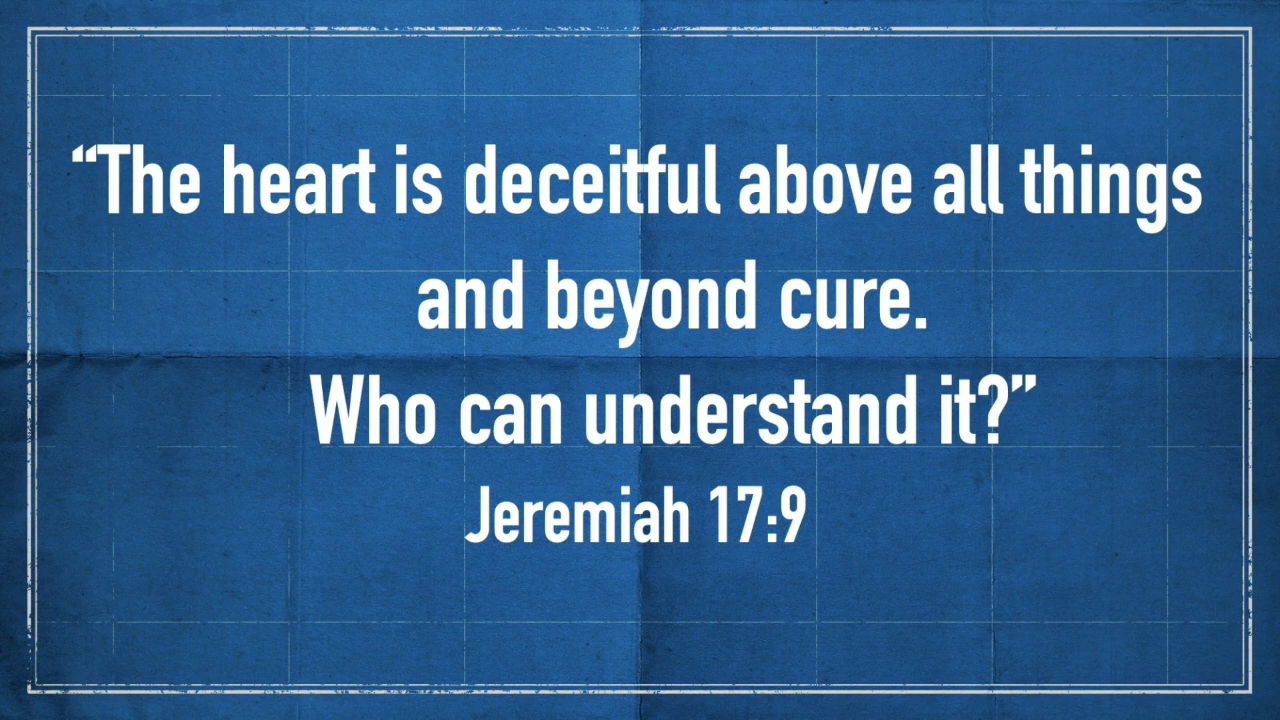 “The heart is deceitful above all things
and beyond cure.
Who can understand it?”
Jeremiah 17:9